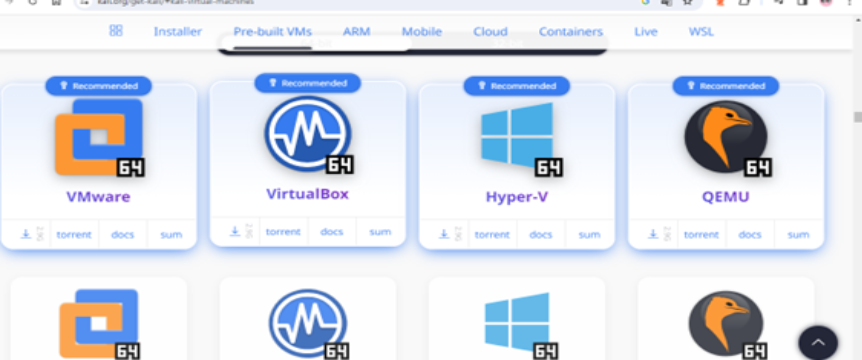 kali.org/get-kali/#kali-virtual-machines
Installer Pre-built VMs ARM Mobile Cloud Containers Live WSL
Recommended Recommended Recommended Recommended
64 64 64 64
VMware VirtualBox Hyper-V QEMU
torrent docs sum torrent docs sum torrent docs sum torrent docs sum
64 64 64 64